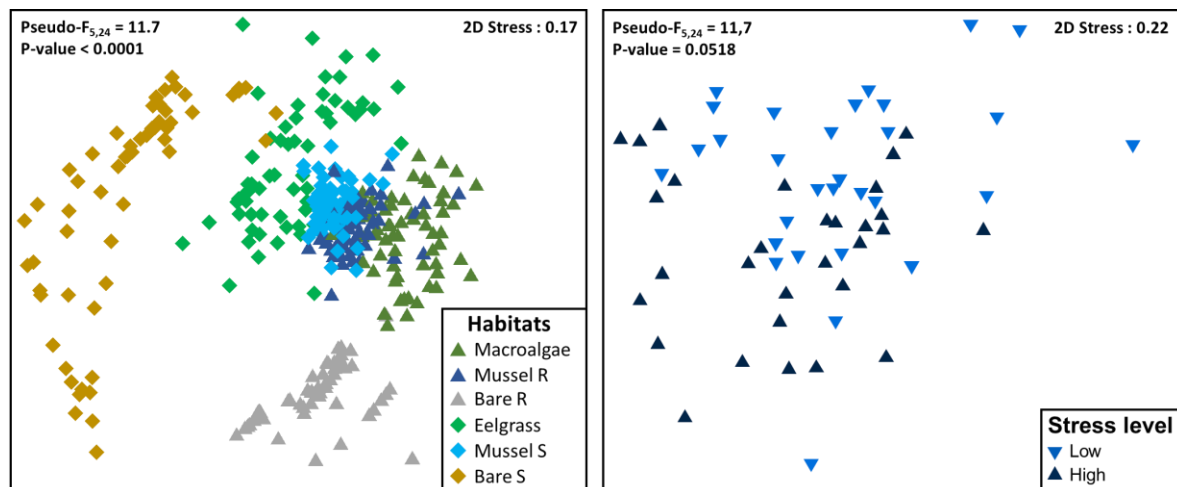 Pseudo-F5,24 = 11.7
2D Stress : 0.17
P-value < 0.0001
Habitats
Macroalgae
Mussel R
Bare R
Eelgrass
Mussel S
Bare S
Pseudo-F5,24 = 11,7
2D Stress : 0.22
P-value = 0.0518
Stress level
Low
High